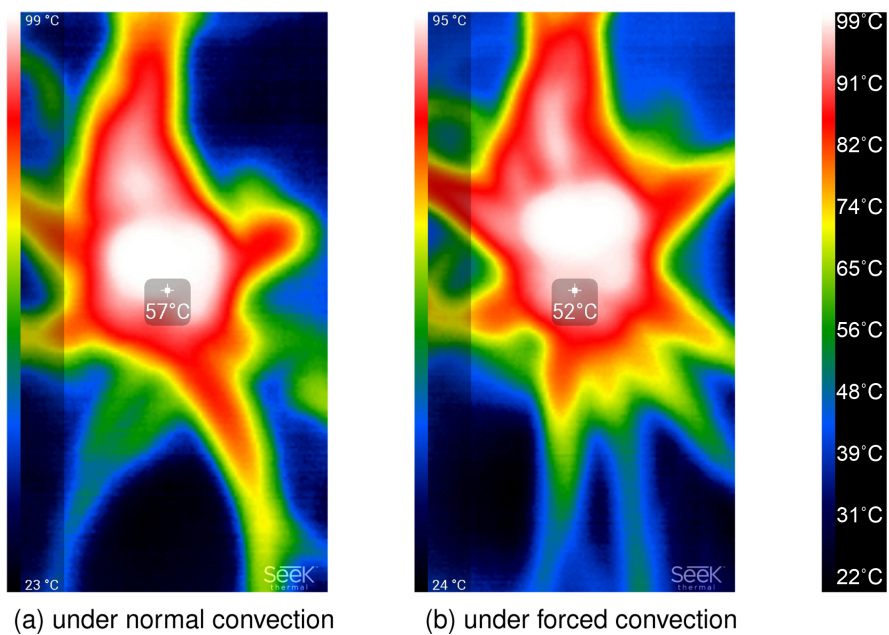 99 °C
57°C
23 °C
SeeK
thermal
(a) under normal convection
95 °C
52°C
24 °C
SeeK
thermal
(b) under forced convection
99°C
91°C
82°C
74°C
65°C
56°C
48°C
39°C
31°C
22°C